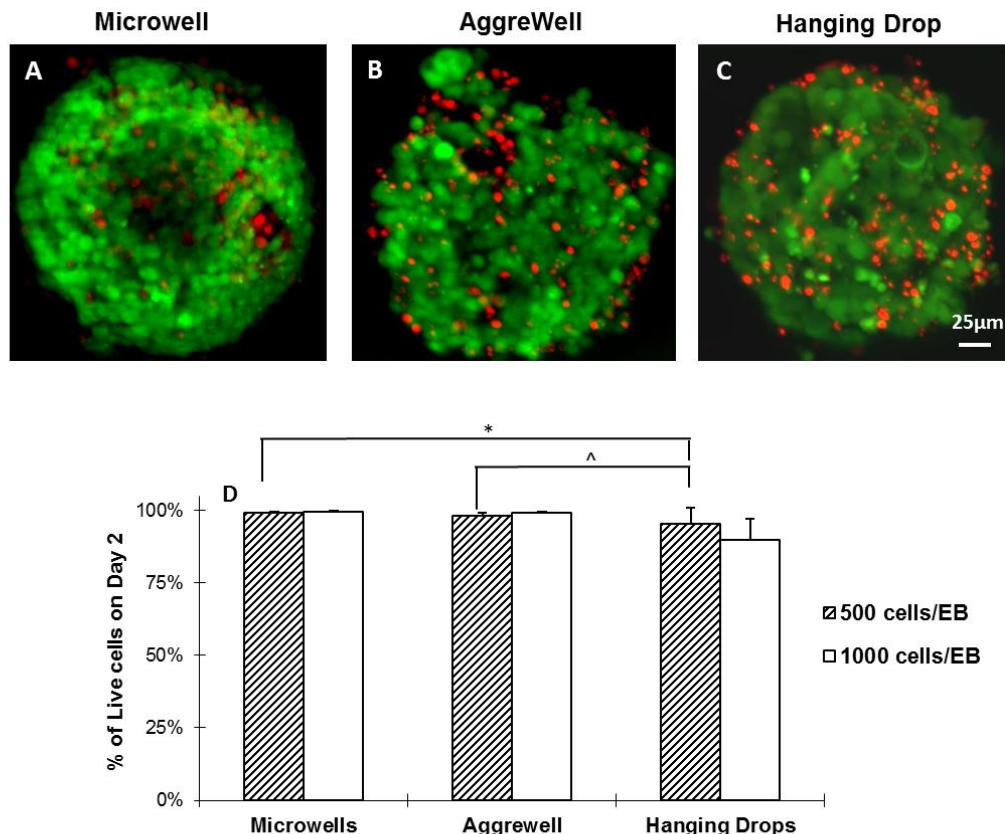 Microwell
AggreWell
Hanging Drop
A
B
C
25µm
*
^
D
100%
75%
50%
25%
0%
% of Live cells on Day 2
500 cells/EB
1000 cells/EB
Microwells
Aggrewell
Hanging Drops